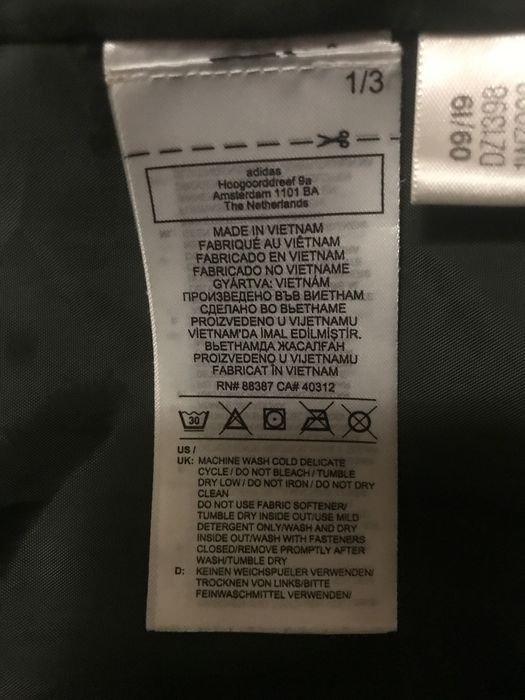 1/3
adidas
Hoogoorddreef 9a
Amsterdam 1101 BA
The Netherlands
MADE IN VIETNAM
FABRIQUÉ AU VIÊTNAM
FABRICADO EN VIETNAM
FABRICADO NO VIETNAME
GYÁRTVA: VIETNÁM
ПРОИЗВЕДЕНО ВЪВ ВИЕТНАМ
СДЕЛАНО ВО ВЬЕТНАМЕ
PROIZVEDENO U VIJETNAMU
VIETNAM'DA İMAL EDİLMİŞTİR.
ВЬЕТНАМДА ЖАСАЛҒАН
PROIZVEDENO U VIJETNAMU
FABRICAT ÎN VIETNAM
RN# 88387 CA# 40312
30
US /
UK: MACHINE WASH COLD DELICATE
CYCLE / DO NOT BLEACH / TUMBLE
DRY LOW / DO NOT IRON / DO NOT DRY
CLEAN
DO NOT USE FABRIC SOFTENER/
TUMBLE DRY INSIDE OUT/USE MILD
DETERGENT ONLY/WASH AND DRY
INSIDE OUT/WASH WITH FASTENERS
CLOSED/REMOVE PROMPTLY AFTER
WASH/TUMBLE DRY
D: KEINEN WEICHSPUELER VERWENDEN/
TROCKNEN VON LINKS/BITTE
FEINWASCHMITTEL VERWENDEN/
09/19
DZ1398